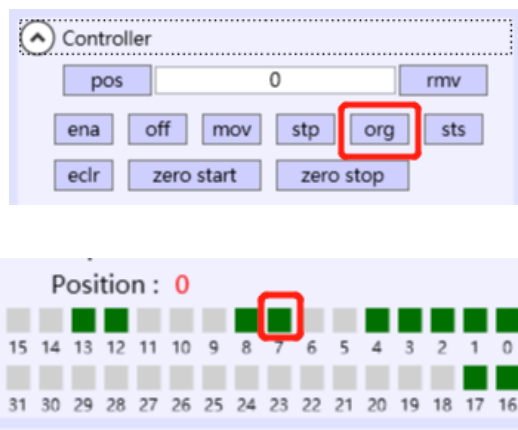 Controller
pos 0 rmv
ena off mov stp org sts
eclr zero start zero stop
Position : 0
15 14 13 12 11 10 9 8 7 6 5 4 3 2 1 0
31 30 29 28 27 26 25 24 23 22 21 20 19 18 17 16